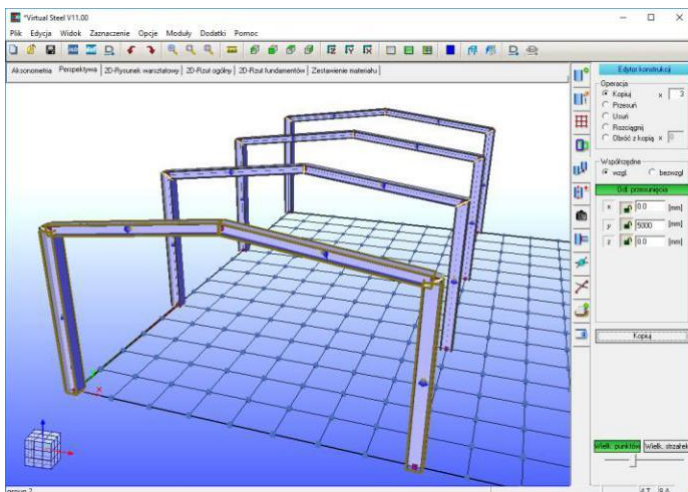 *Virtual Steel V11.00
Plik Edycja Widok Zaznaczenie Opcje Moduły Dodatki Pomoc
Aksonometria Perspektywa 2D-Rysunek warsztatowy 2D-Rzut ogólny 2D-Rzut fundamentów Zestawienie materiału
Edytor konstrukcji
Operacja
Kopiuj x 3
Przesuń
Usuń
Rozciągnij
Obróć z kopią x 0
Współrzędne
wzgl. bezwzgl
Odl. przesunięcia
x 0.0 [mm]
y 5000 [mm]
z 0.0 [mm]
Kopiuj
Wielk. punktów Wielk. strzałek
x